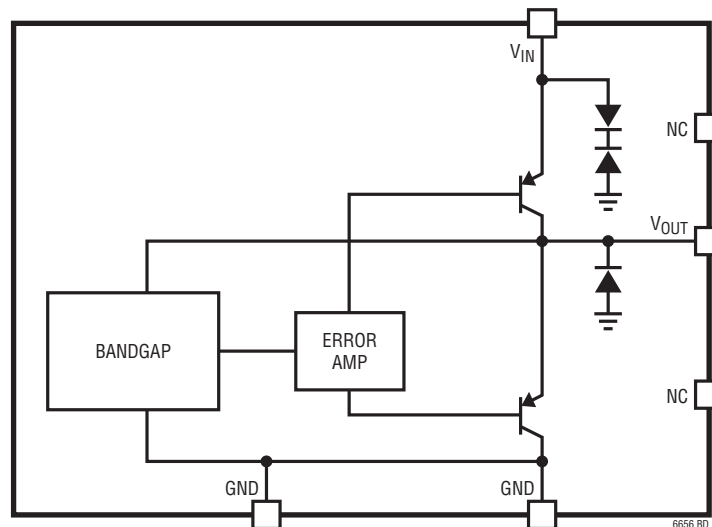 VIN
NC
VOUT
BANDGAP
ERROR
AMP
NC
GND
GND
6656 BD